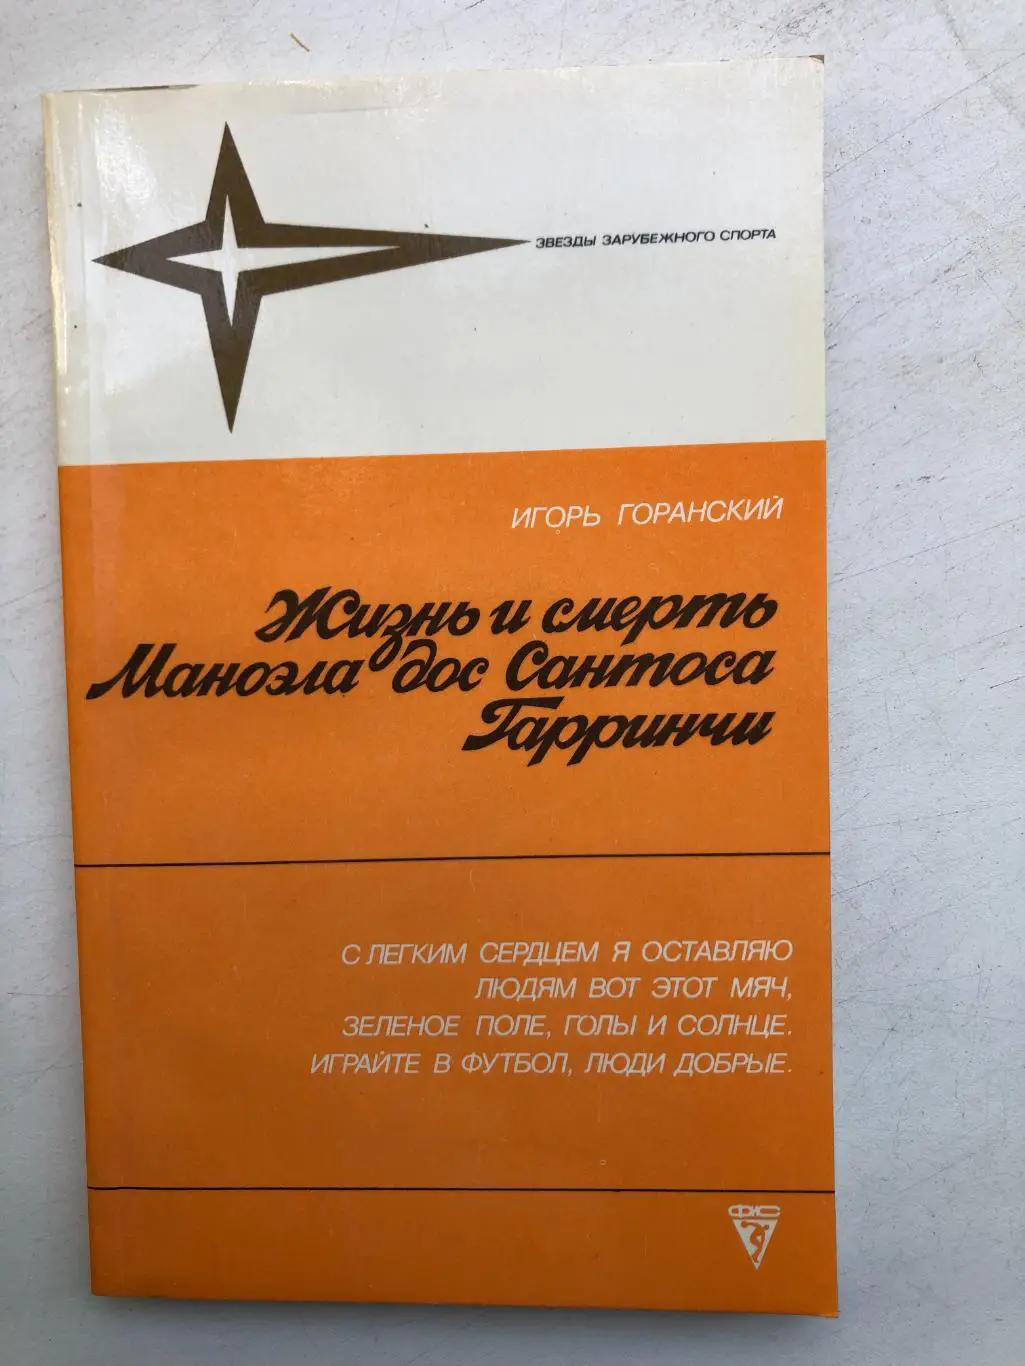 ЗВЕЗДЫ ЗАРУБЕЖНОГО СПОРТА
ИГОРЬ ГОРАНСКИЙ
Жизнь и смерть
Маноэла дос Сантоса
Гарринчи
С ЛЕГКИМ СЕРДЦЕМ Я ОСТАВЛЯЮ
ЛЮДЯМ ВОТ ЭТОТ МЯЧ,
ЗЕЛЕНОЕ ПОЛЕ, ГОЛЫ И СОЛНЦЕ.
ИГРАЙТЕ В ФУТБОЛ, ЛЮДИ ДОБРЫЕ.
ФиС